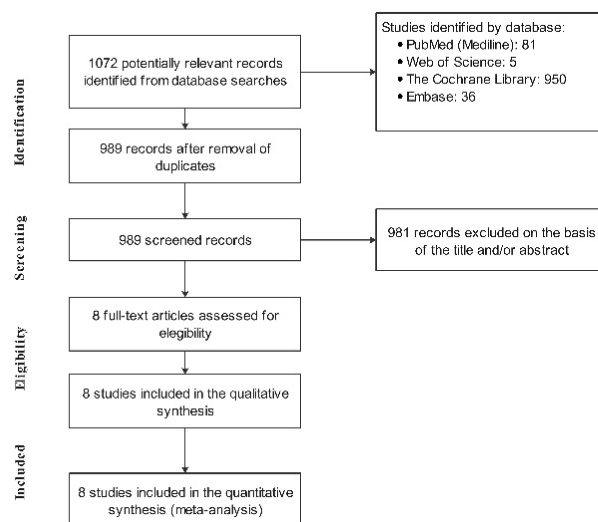 1072 potentially relevant records
identified from database searches
Studies identified by database:
• PubMed (Mediline): 81
• Web of Science: 5
• The Cochrane Library: 950
• Embase: 36
Identification
989 records after removal of
duplicates
Screening
989 screened records
981 records excluded on the basis
of the title and/or abstract
Eligibility
8 full-text articles assessed for
elegibility
8 studies included in the qualitative
synthesis
Included
8 studies included in the quantitative
synthesis (meta-analysis)